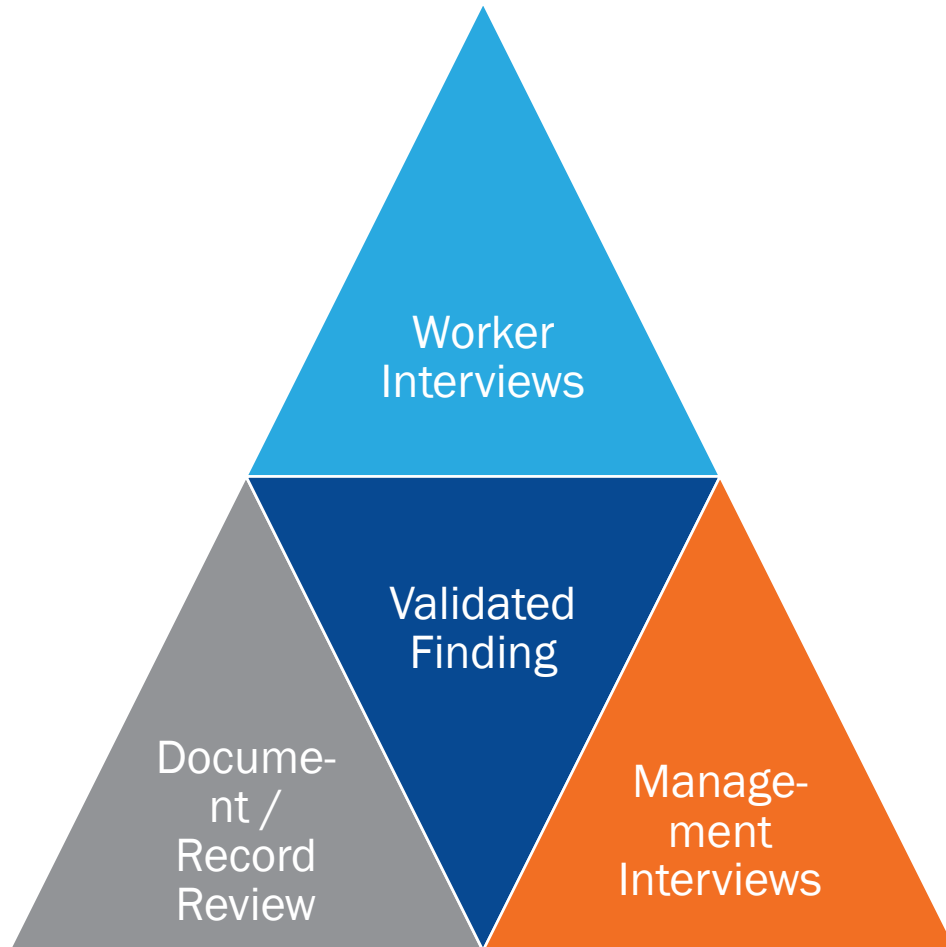 Worker
Interviews
Validated
Finding
Docume-
nt /
Record
Review
Manage-
ment
Interviews